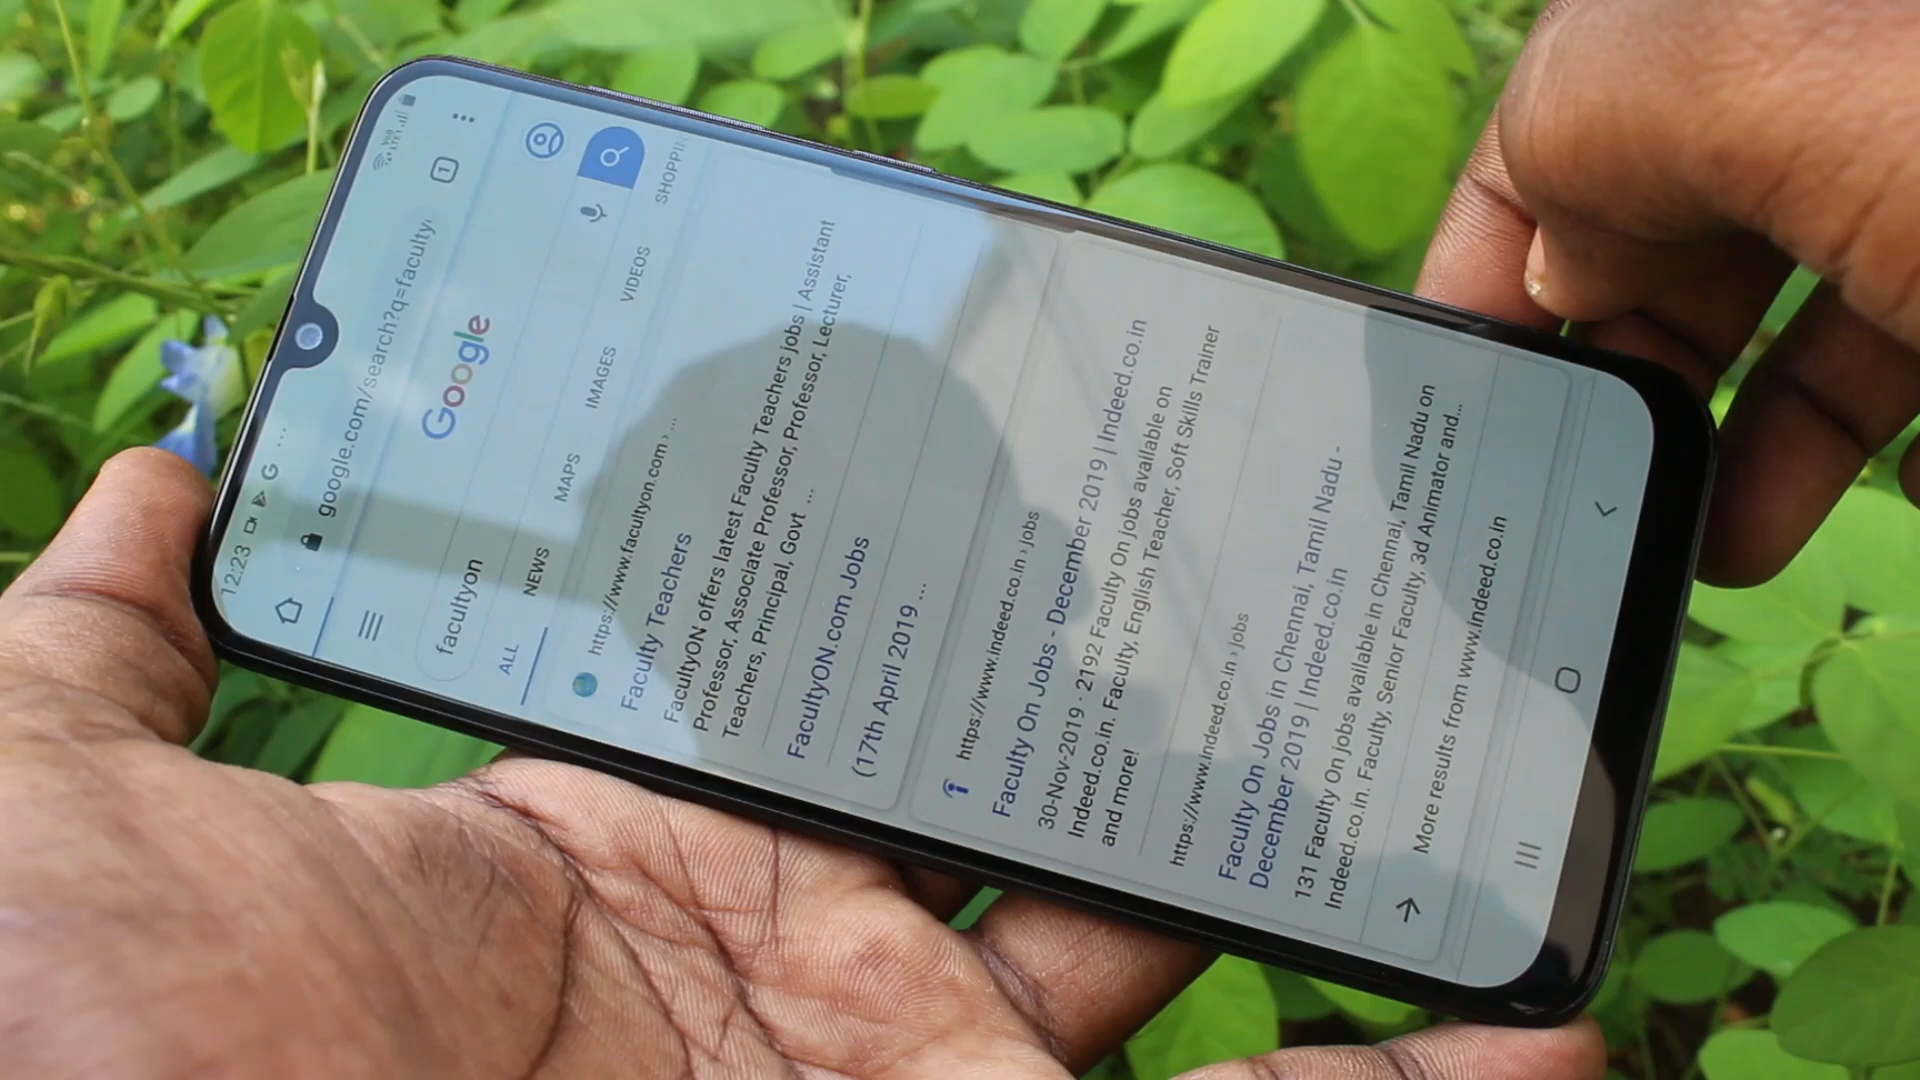 12:23 G ...
google.com/search?q=faculty
1
Google
facultyon
ALL NEWS MAPS IMAGES VIDEOS SHOPPIN
https://www.facultyon.com › ...
Faculty Teachers
FacultyON offers latest Faculty Teachers jobs | Assistant
Professor, Associate Professor, Professor, Lecturer,
Teachers, Principal, Govt ...
FacultyON.com Jobs
(17th April 2019 ...
https://www.indeed.co.in › jobs
Faculty On Jobs - December 2019 | Indeed.co.in
30-Nov-2019 · 2192 Faculty On jobs available on
Indeed.co.in. Faculty, English Teacher, Soft Skills Trainer
and more!
https://www.indeed.co.in › jobs
Faculty On Jobs in Chennai, Tamil Nadu -
December 2019 | Indeed.co.in
131 Faculty On jobs available in Chennai, Tamil Nadu on
Indeed.co.in. Faculty, Senior Faculty, 3d Animator and...
More results from www.indeed.co.in